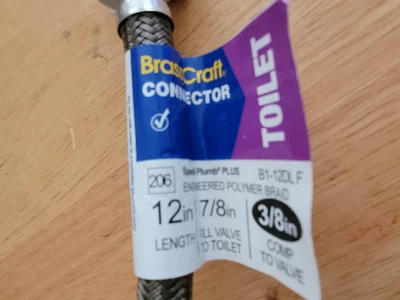 BrassCraft
CONNECTOR
TOILET
206
Speedi Plumb® PLUS B1-12DL F
ENGINEERED POLYMER BRAID
12in 7/8in 3/8in
LENGTH
FILL VALVE
TO TOILET
COMP
TO VALVE